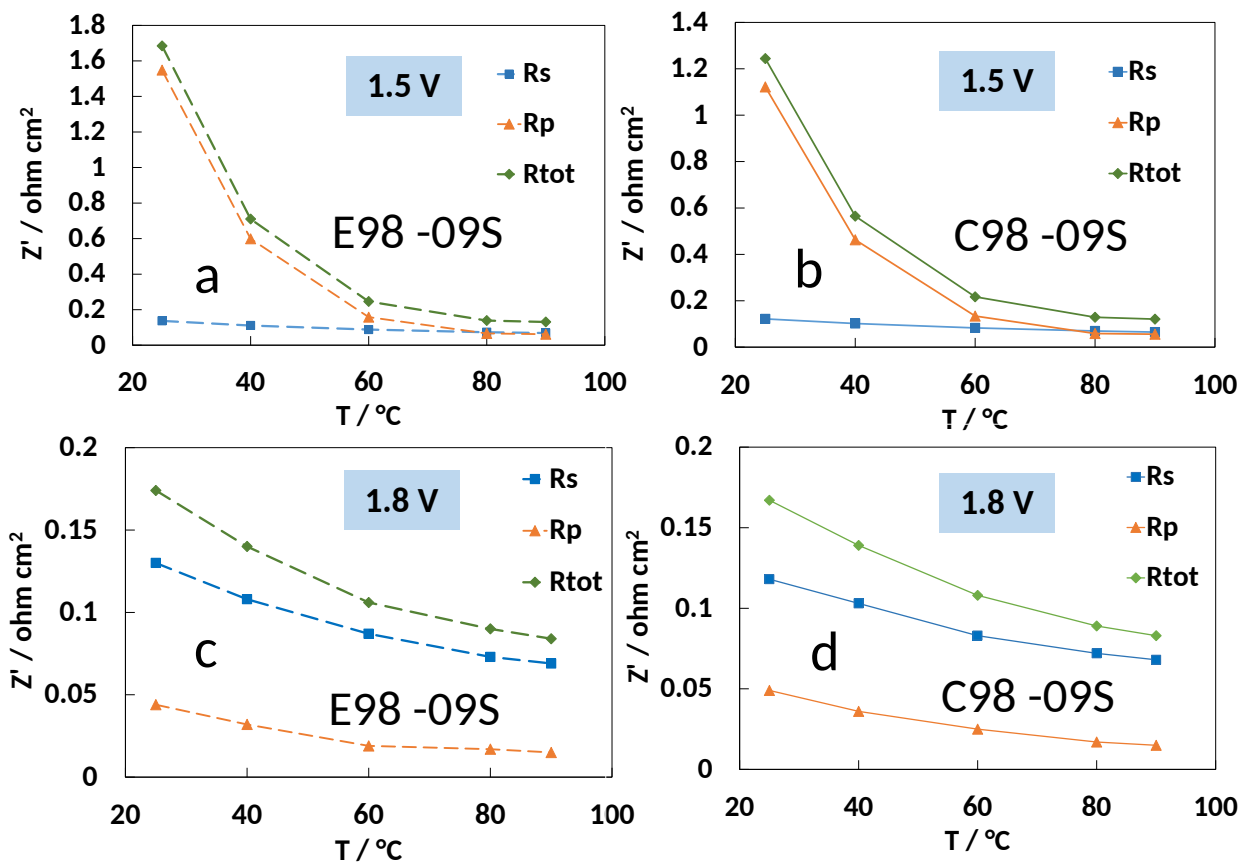 1.8
1.6
1.4
1.2
1
0.8
0.6
0.4
0.2
0
20 40 60 80 100
Z' / ohm cm²
T / °C
1.5 V
Rs
Rp
Rtot
E98 -09S
a
1.4
1.2
1
0.8
0.6
0.4
0.2
0
20 40 60 80 100
Z' / ohm cm²
T / °C
1.5 V
Rs
Rp
Rtot
C98 -09S
b
0.2
0.15
0.1
0.05
0
20 40 60 80 100
Z' / ohm cm²
T / °C
1.8 V
Rs
Rp
Rtot
c
E98 -09S
0.2
0.15
0.1
0.05
0
20 40 60 80 100
Z' / ohm cm²
T / °C
1.8 V
Rs
Rp
Rtot
d
C98 -09S